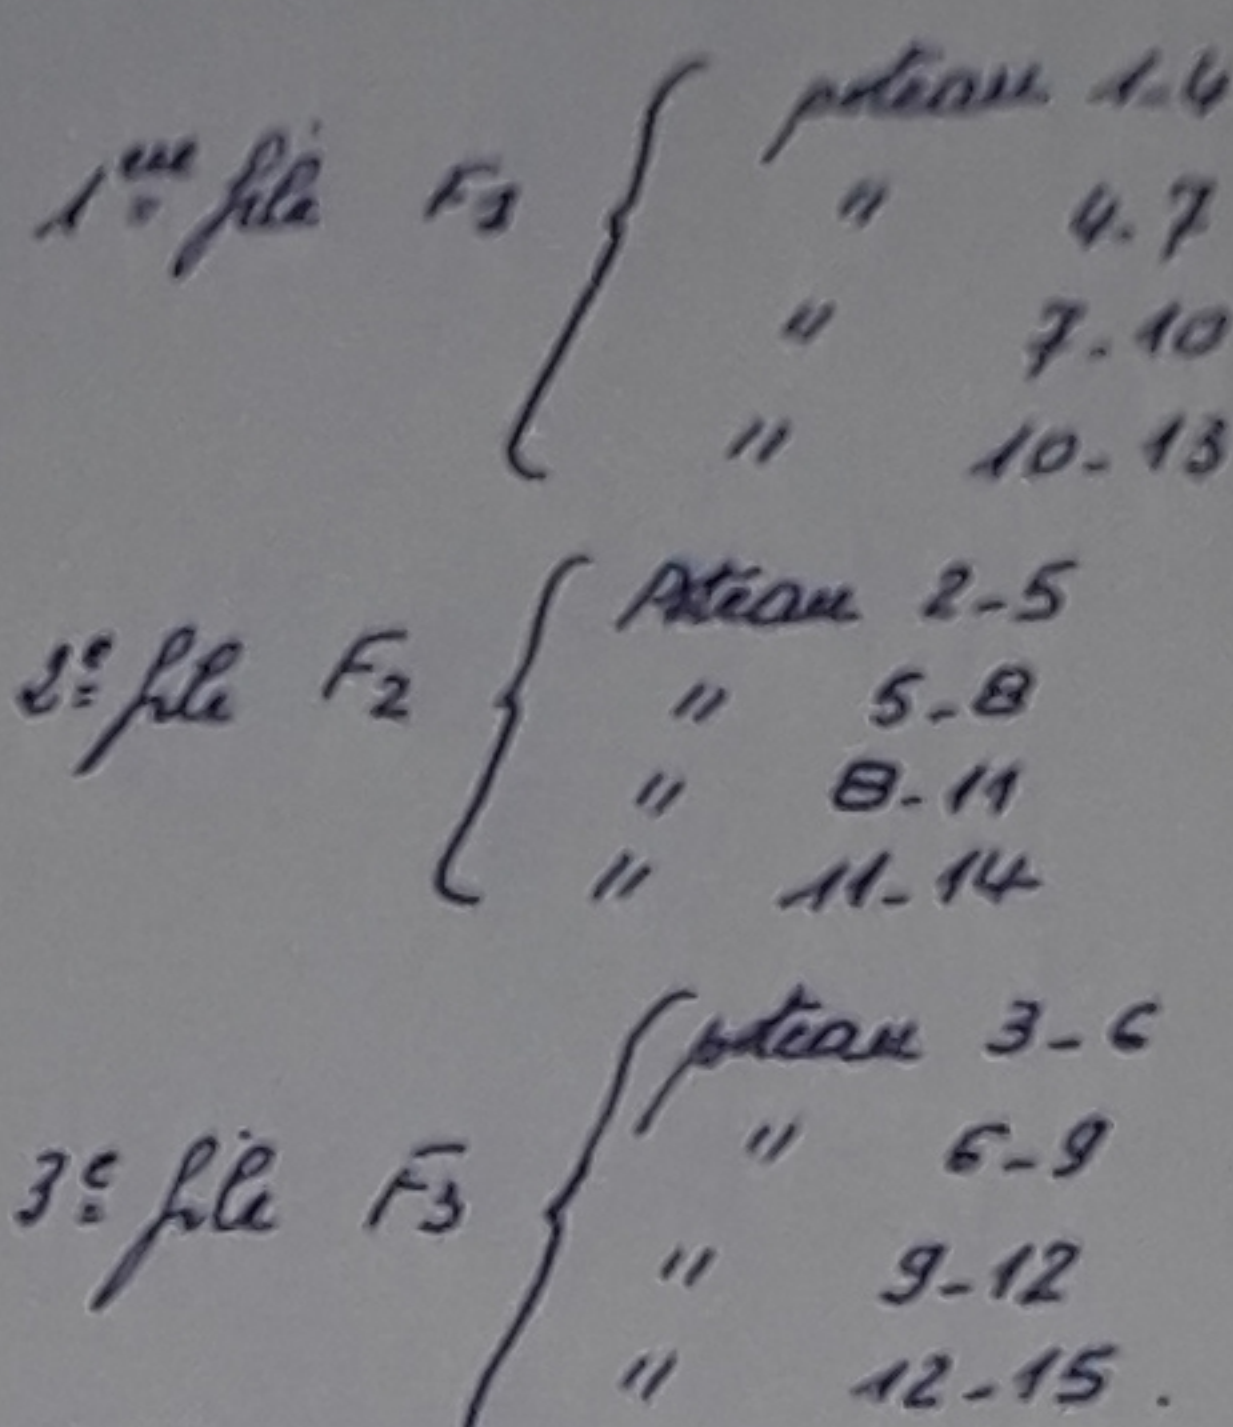 poteau 1-4
1ère file F1 " 4-7
" 7-10
" 10-13
Poteau 2-5
2e file F2 " 5-8
" 8-11
" 11-14
poteau 3-6
" 6-9
3e file F3
" 9-12
" 12-15.